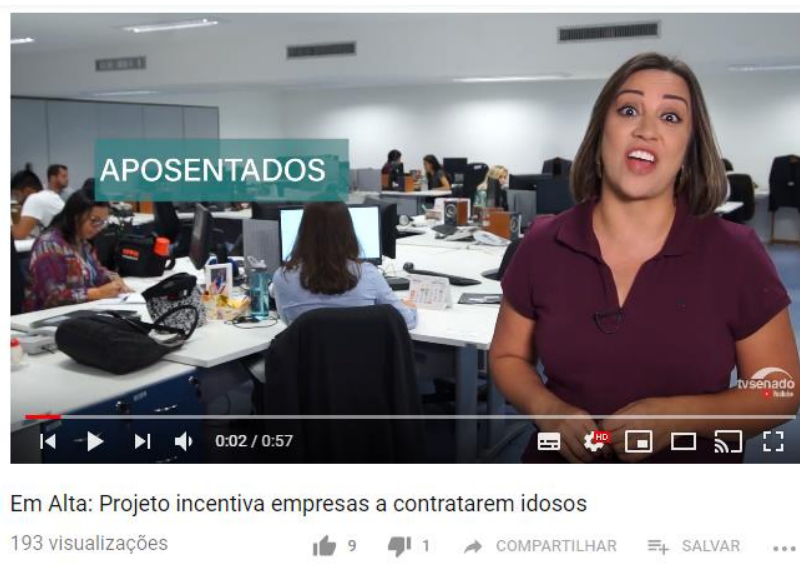 APOSENTADOS
tvsenado
YouTube
0:02 / 0:57
HD
Em Alta: Projeto incentiva empresas a contratarem idosos
193 visualizações
9
1
COMPARTILHAR
SALVAR